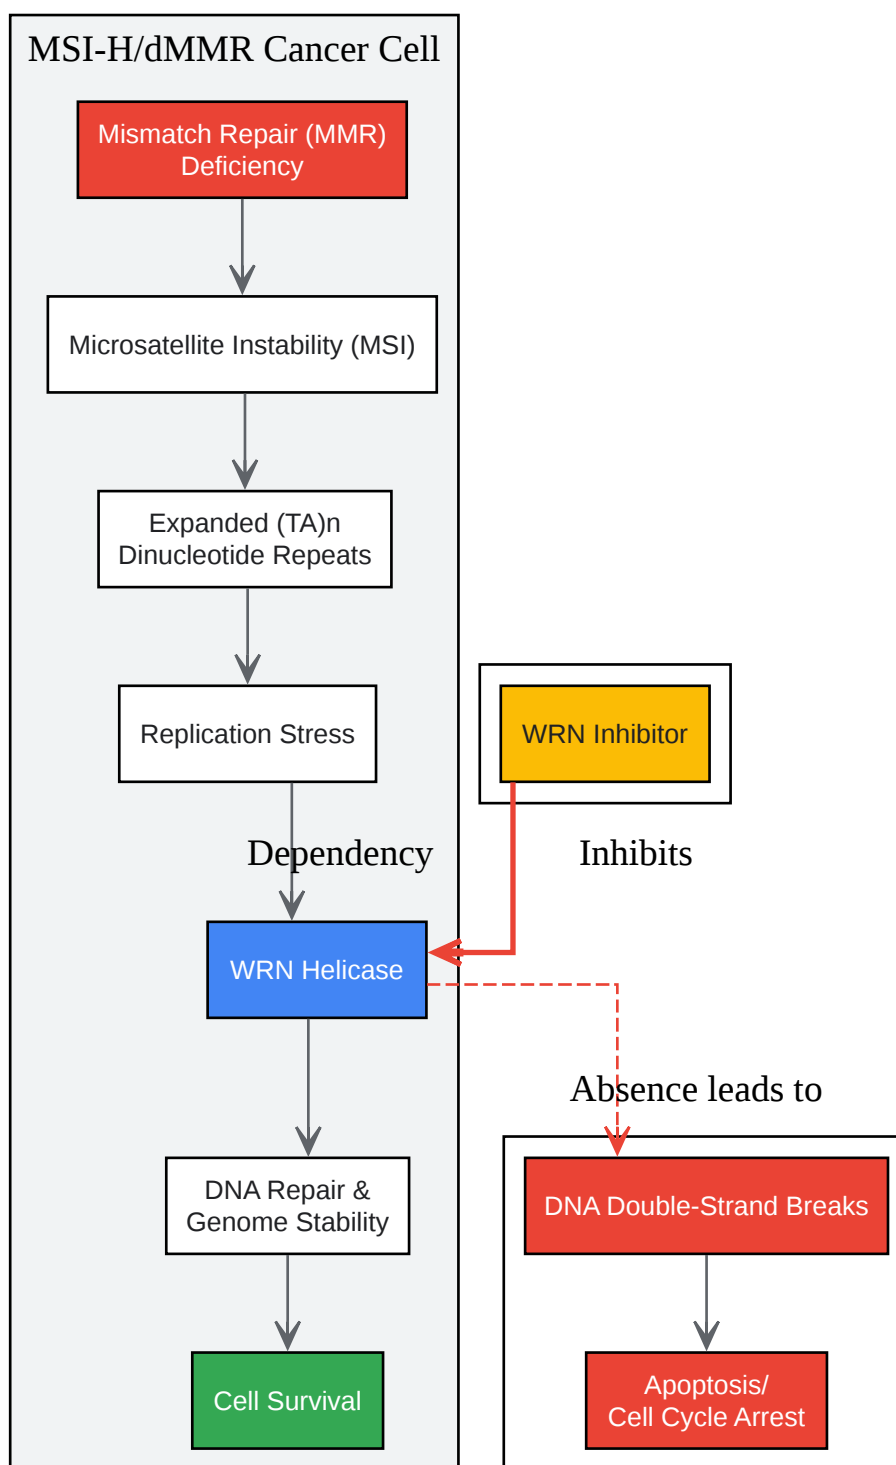 MSI-H/dMMR Cancer Cell
Mismatch Repair (MMR)
Deficiency
Microsatellite Instability (MSI)
Expanded (TA)n
Dinucleotide Repeats
Replication Stress
WRN Inhibitor
Dependency
Inhibits
WRN Helicase
Absence leads to
DNA Repair &
Genome Stability
DNA Double-Strand Breaks
Cell Survival
Apoptosis/
Cell Cycle Arrest